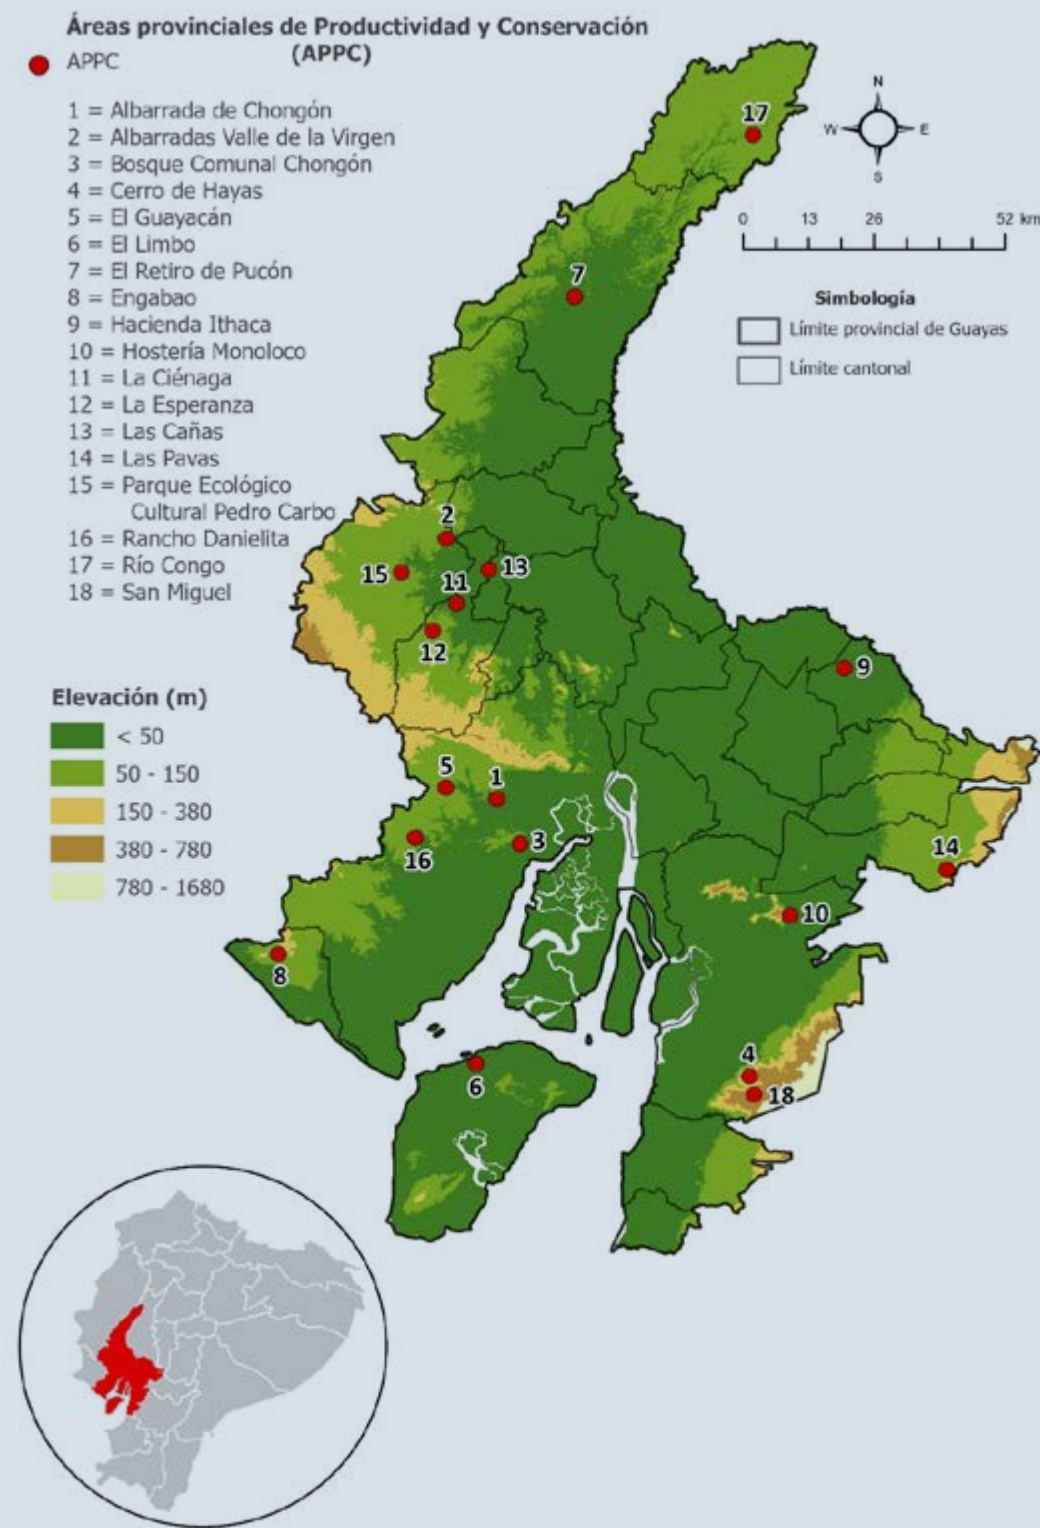 Áreas provinciales de Productividad y Conservación
(APPC)
APPC
1 = Albarrada de Chongón
2 = Albarradas Valle de la Virgen
3 = Bosque Comunal Chongón
4 = Cerro de Hayas
5 = El Guayacán
6 = El Limbo
7 = El Retiro de Pucón
8 = Engabao
9 = Hacienda Ithaca
10 = Hostería Monoloco
11 = La Ciénaga
12 = La Esperanza
13 = Las Cañas
14 = Las Pavas
15 = Parque Ecológico
Cultural Pedro Carbo
16 = Rancho Danielita
17 = Río Congo
18 = San Miguel
N
W E
S
0 13 26 52 km
Simbología
Límite provincial de Guayas
Límite cantonal
Elevación (m)
< 50
50 - 150
150 - 380
380 - 780
780 - 1680
17
7
2
15
13
11
12
9
5
1
3
16
14
10
8
4
18
6